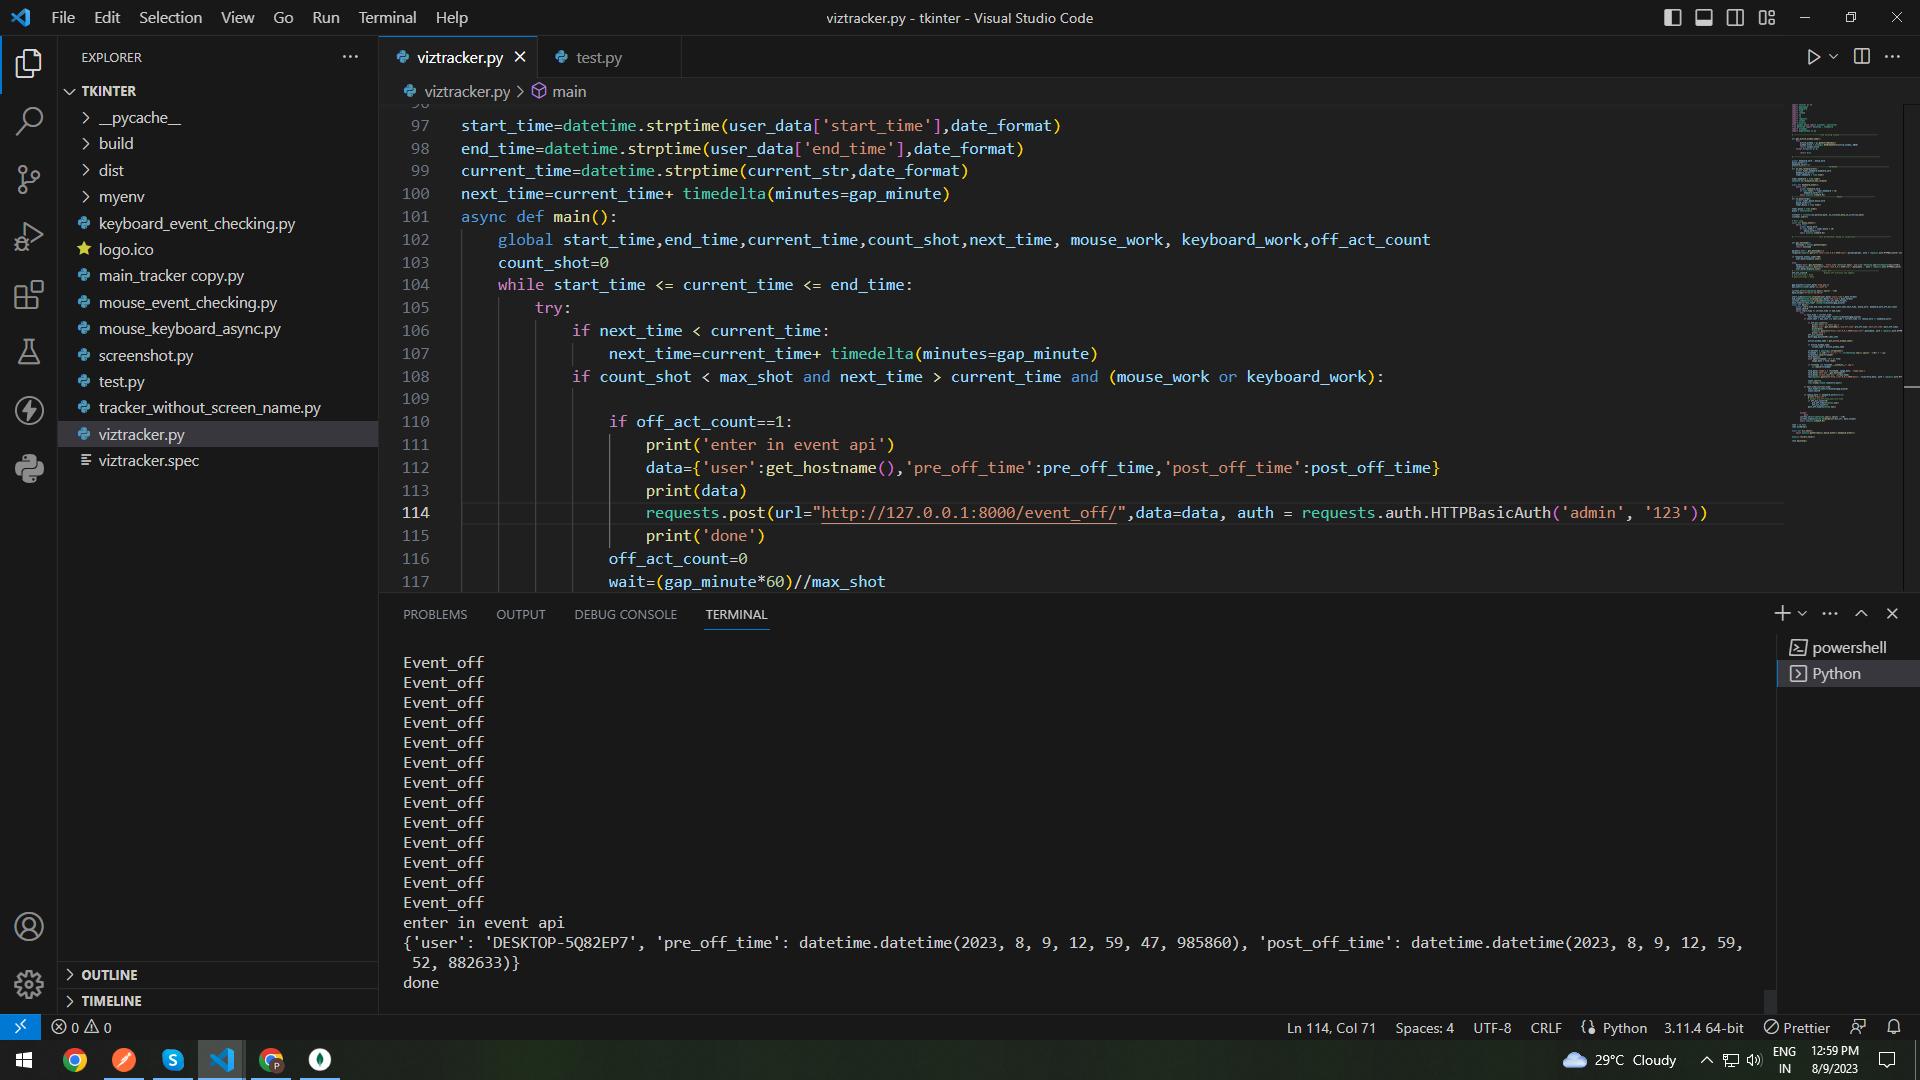 File Edit Selection View Go Run Terminal Help
viztracker.py - tkinter - Visual Studio Code
EXPLORER
TKINTER
__pycache__
build
dist
myenv
keyboard_event_checking.py
logo.ico
main_tracker copy.py
mouse_event_checking.py
mouse_keyboard_async.py
screenshot.py
test.py
tracker_without_screen_name.py
viztracker.py
viztracker.spec
OUTLINE
TIMELINE
viztracker.py
test.py
viztracker.py > main
96
97 start_time=datetime.strptime(user_data['start_time'],date_format)
98 end_time=datetime.strptime(user_data['end_time'],date_format)
99 current_time=datetime.strptime(current_str,date_format)
100 next_time=current_time+ timedelta(minutes=gap_minute)
101 async def main():
102 global start_time,end_time,current_time,count_shot,next_time, mouse_work, keyboard_work,off_act_count
103 count_shot=0
104 while start_time <= current_time <= end_time:
105 try:
106 if next_time < current_time:
107 next_time=current_time+ timedelta(minutes=gap_minute)
108 if count_shot < max_shot and next_time > current_time and (mouse_work or keyboard_work):
109
110 if off_act_count==1:
111 print('enter in event api')
112 data={'user':get_hostname(),'pre_off_time':pre_off_time,'post_off_time':post_off_time}
113 print(data)
114 requests.post(url="http://127.0.0.1:8000/event_off/",data=data, auth = requests.auth.HTTPBasicAuth('admin', '123'))
115 print('done')
116 off_act_count=0
117 wait=(gap_minute*60)//max_shot
PROBLEMS OUTPUT DEBUG CONSOLE TERMINAL
Event_off
Event_off
Event_off
Event_off
Event_off
Event_off
Event_off
Event_off
Event_off
Event_off
Event_off
Event_off
Event_off
enter in event api
{'user': 'DESKTOP-5Q82EP7', 'pre_off_time': datetime.datetime(2023, 8, 9, 12, 59, 47, 985860), 'post_off_time': datetime.datetime(2023, 8, 9, 12, 59,
52, 882633)}
done
powershell
Python
0 0
Ln 114, Col 71 Spaces: 4 UTF-8 CRLF Python 3.11.4 64-bit Prettier
29°C Cloudy
ENG
IN
12:59 PM
8/9/2023